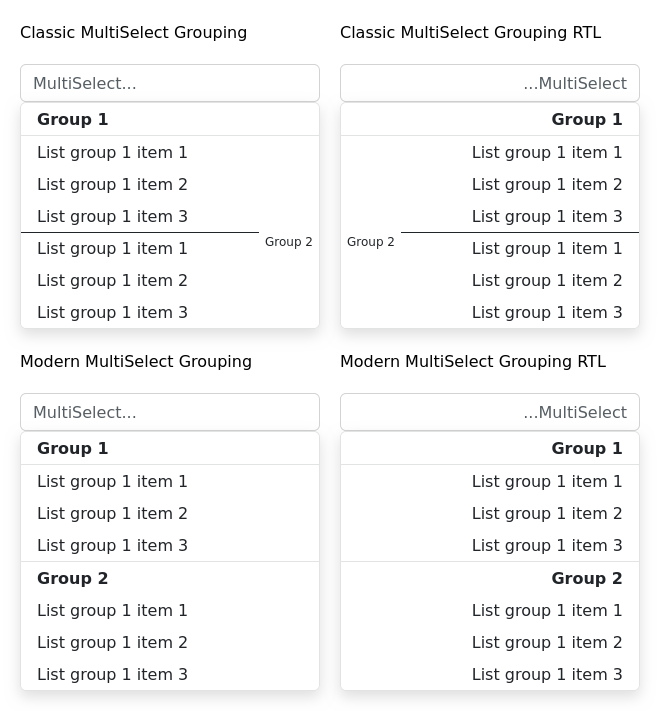 Classic MultiSelect Grouping
MultiSelect...
Group 1
List group 1 item 1
List group 1 item 2
List group 1 item 3
Group 2
List group 1 item 1
List group 1 item 2
List group 1 item 3
Classic MultiSelect Grouping RTL
...MultiSelect
Group 1
List group 1 item 1
List group 1 item 2
List group 1 item 3
Group 2
List group 1 item 1
List group 1 item 2
List group 1 item 3
Modern MultiSelect Grouping
MultiSelect...
Group 1
List group 1 item 1
List group 1 item 2
List group 1 item 3
Group 2
List group 1 item 1
List group 1 item 2
List group 1 item 3
Modern MultiSelect Grouping RTL
...MultiSelect
Group 1
List group 1 item 1
List group 1 item 2
List group 1 item 3
Group 2
List group 1 item 1
List group 1 item 2
List group 1 item 3